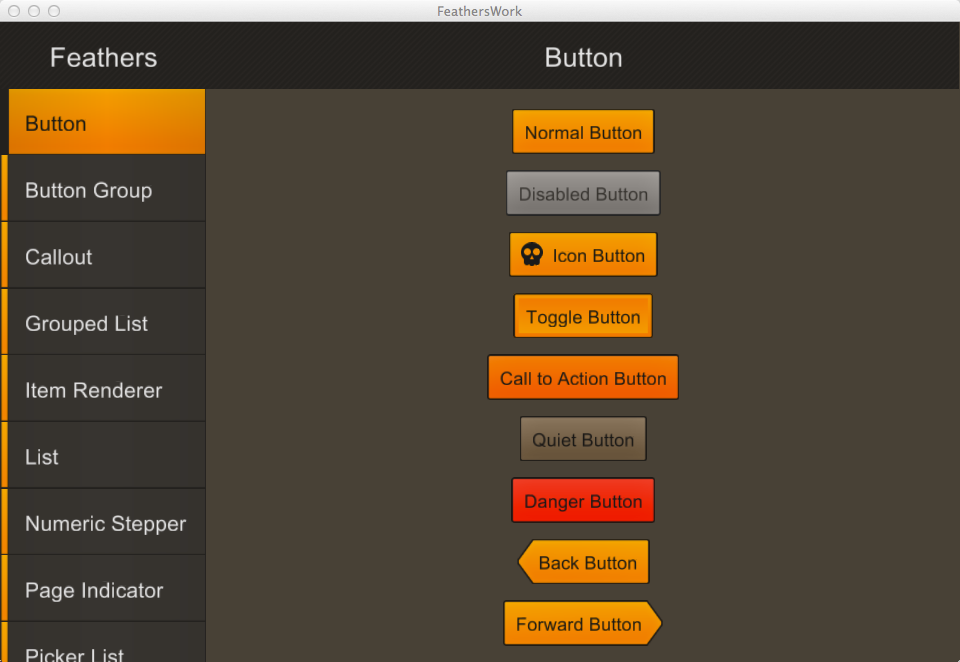 FeathersWork
Feathers
Button
Button
Button Group
Callout
Grouped List
Item Renderer
List
Numeric Stepper
Page Indicator
Picker List
Normal Button
Disabled Button
Icon Button
Toggle Button
Call to Action Button
Quiet Button
Danger Button
Back Button
Forward Button